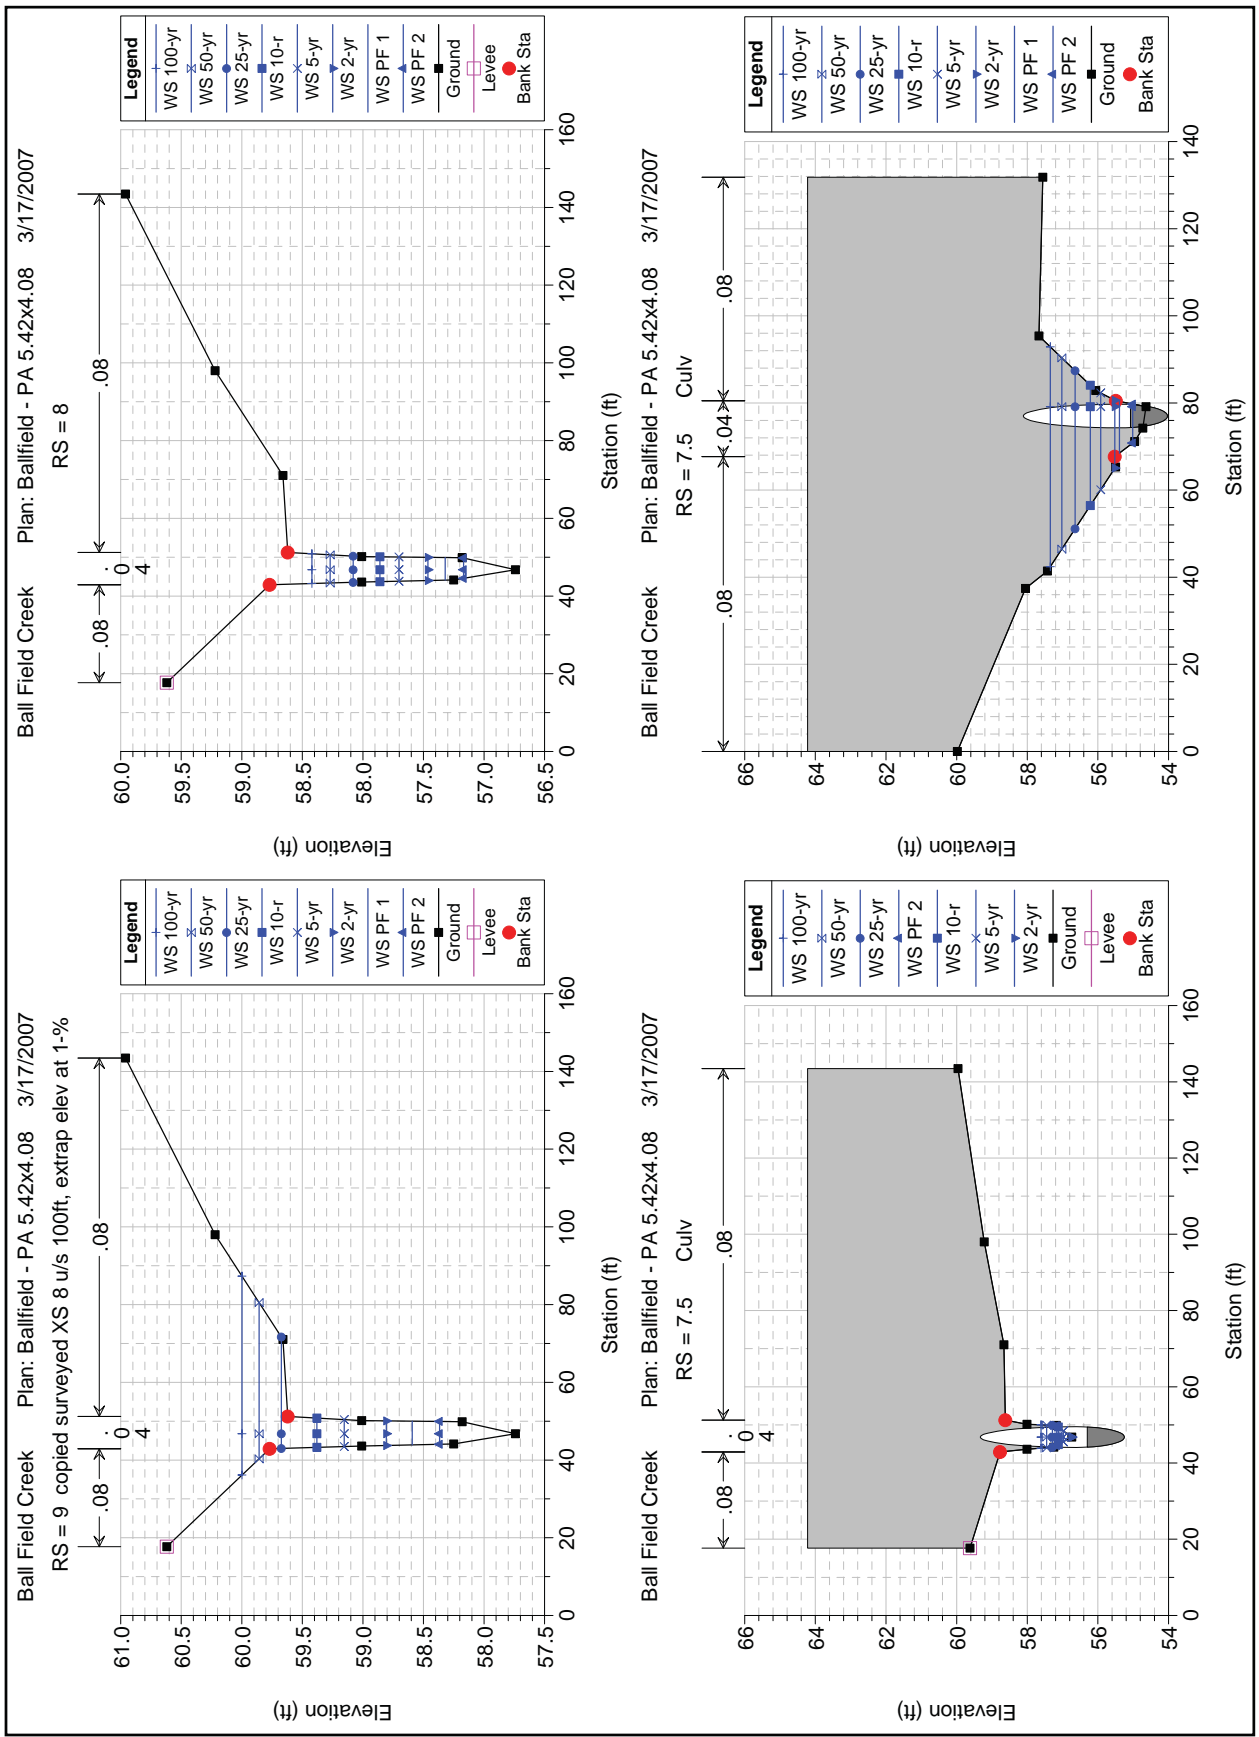 Ball Field Creek Plan: Ballfield - PA 5.42x4.08 3/17/2007
RS = 9 copied surveyed XS 8 u/s 100ft, extrap elev at 1-%
.08
.04
.08
61.0
60.5
60.0
59.5
59.0
58.5
58.0
57.5
Elevation (ft)
0
20
40
60
80
100
120
140
160
Station (ft)
Legend
WS 100-yr
WS 50-yr
WS 25-yr
WS 10-r
WS 5-yr
WS 2-yr
WS PF 1
WS PF 2
Ground
Levee
Bank Sta
Ball Field Creek Plan: Ballfield - PA 5.42x4.08 3/17/2007
RS = 8
.08
.04
.08
60.0
59.5
59.0
58.5
58.0
57.5
57.0
56.5
Elevation (ft)
0
20
40
60
80
100
120
140
160
Station (ft)
Legend
WS 100-yr
WS 50-yr
WS 25-yr
WS 10-r
WS 5-yr
WS 2-yr
WS PF 1
WS PF 2
Ground
Levee
Bank Sta
Ball Field Creek Plan: Ballfield - PA 5.42x4.08 3/17/2007
RS = 7.5 Culv
.08
.04
.08
66
64
62
60
58
56
54
Elevation (ft)
0
20
40
60
80
100
120
140
160
Station (ft)
Legend
WS 100-yr
WS 50-yr
WS 25-yr
WS PF 2
WS 10-r
WS 5-yr
WS 2-yr
Ground
Levee
Bank Sta
Ball Field Creek Plan: Ballfield - PA 5.42x4.08 3/17/2007
RS = 7.5 Culv
.08
.04
.08
66
64
62
60
58
56
54
Elevation (ft)
0
20
40
60
80
100
120
140
Station (ft)
Legend
WS 100-yr
WS 50-yr
WS 25-yr
WS 10-r
WS 5-yr
WS 2-yr
WS PF 1
WS PF 2
Ground
Bank Sta